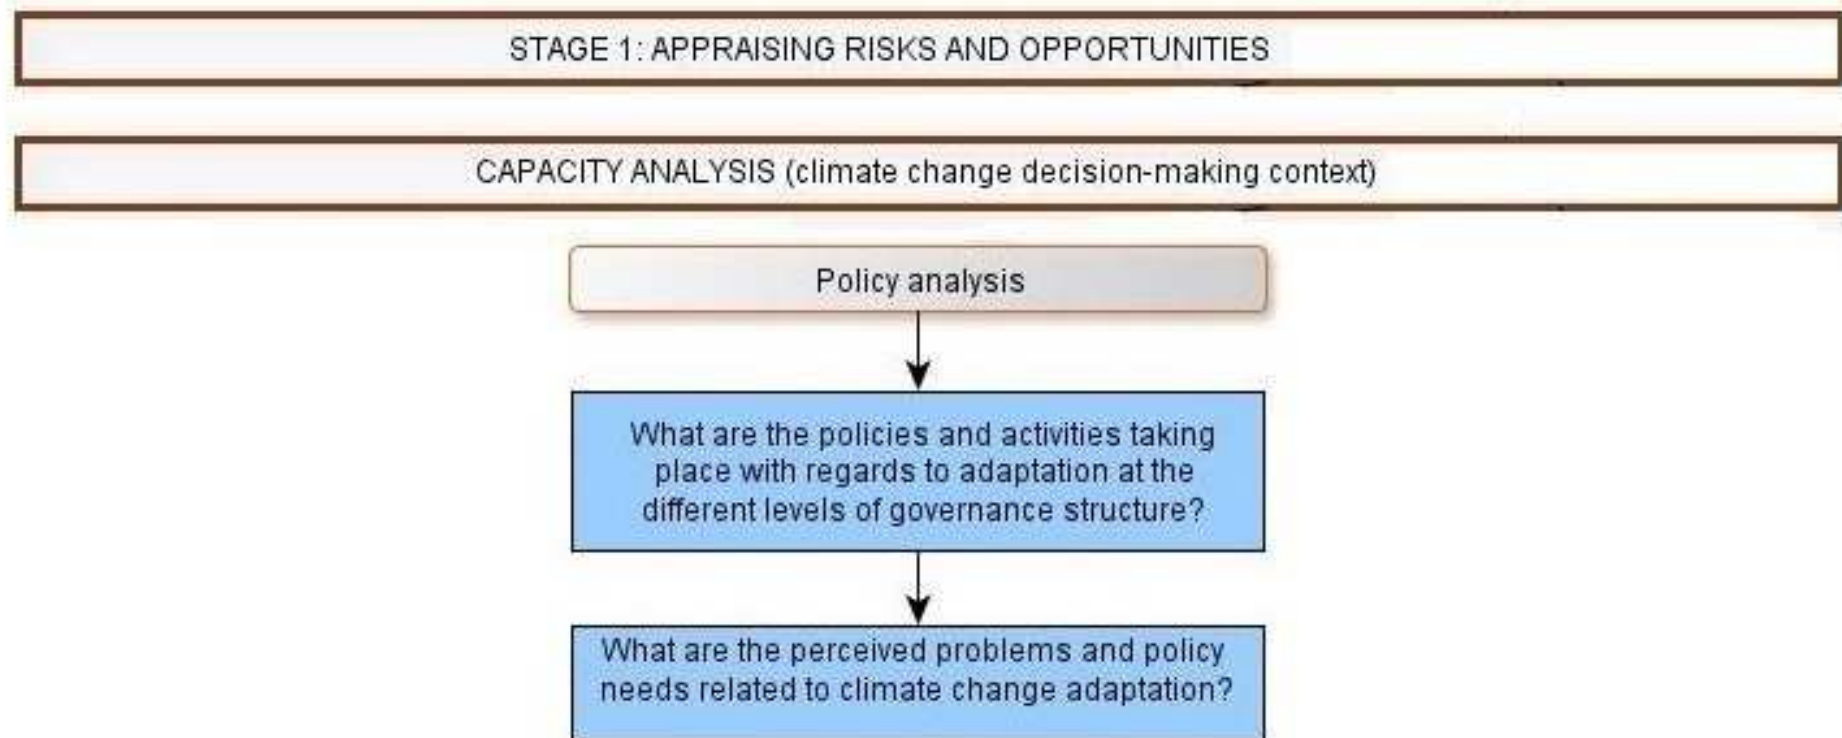 STAGE 1: APPRAISING RISKS AND OPPORTUNITIES
CAPACITY ANALYSIS (climate change decision-making context)
Policy analysis
What are the policies and activities taking
place with regards to adaptation at the
different levels of governance structure?
What are the perceived problems and policy
needs related to climate change adaptation?